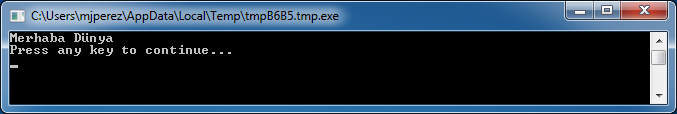 C:\Users\mjperez\AppData\Local\Temp\tmpB6B5.tmp.exe
Merhaba Dünya
Press any key to continue...